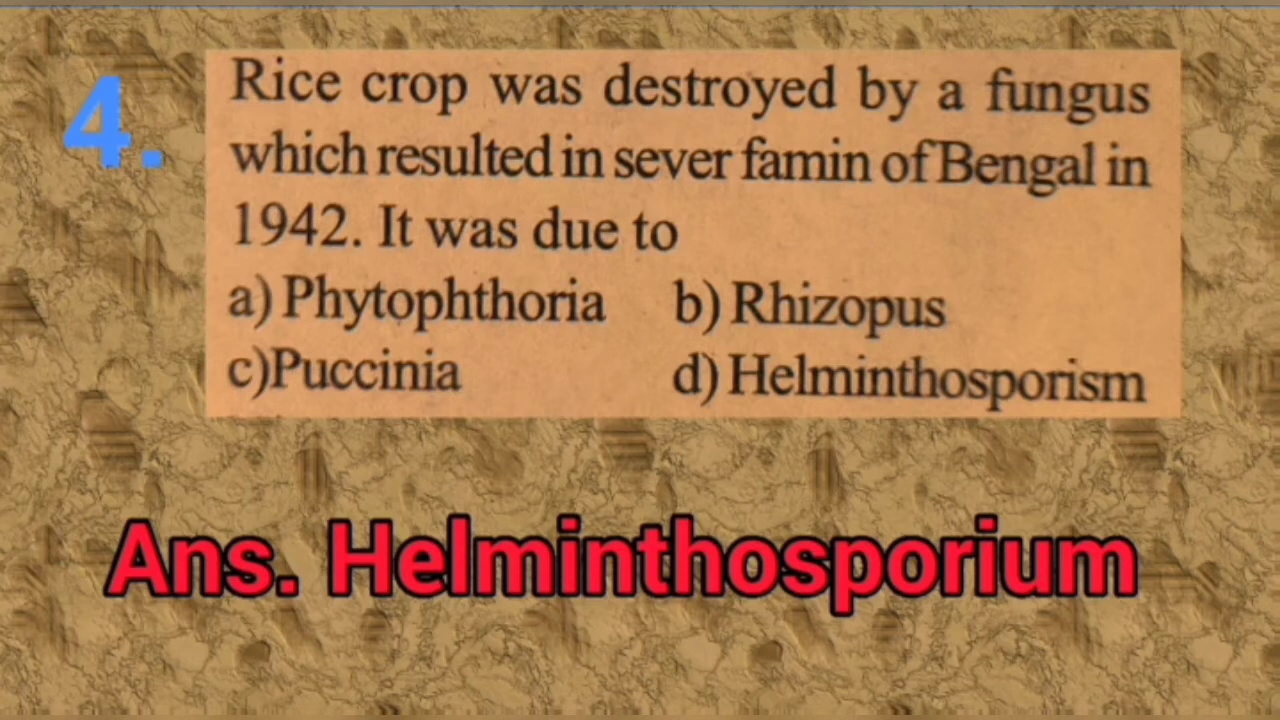 4.
Rice crop was destroyed by a fungus
which resulted in sever famin of Bengal in
1942. It was due to
a) Phytophthoria b) Rhizopus
c)Puccinia d) Helminthosporism
Ans. Helminthosporium